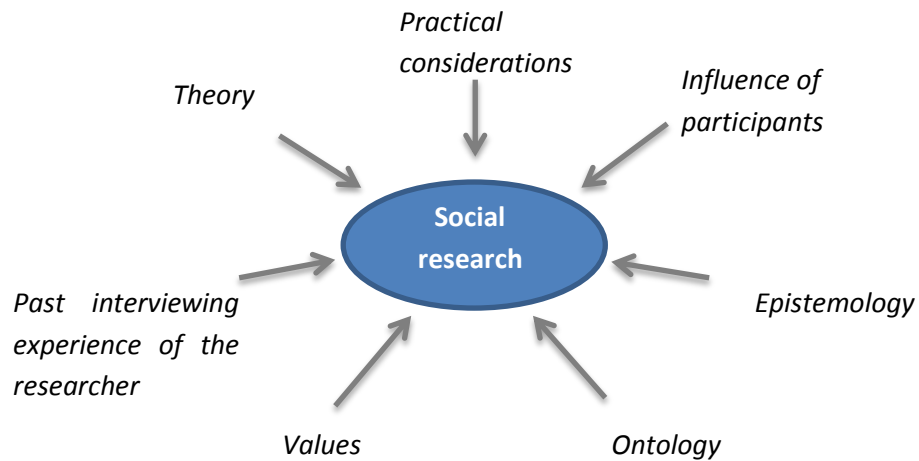 Practical
considerations
Theory
Influence of
participants
Social
research
Past interviewing
experience of the
researcher
Epistemology
Values
Ontology